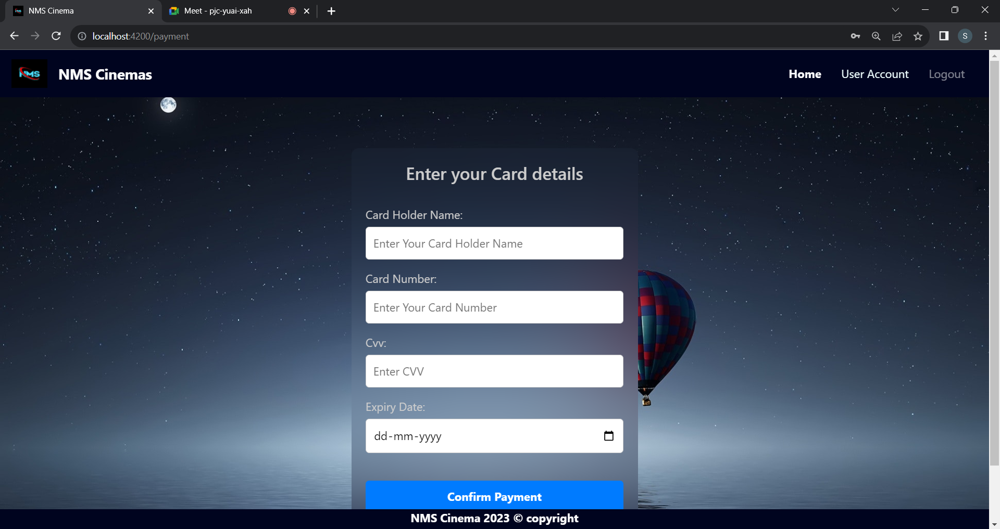 NMS Cinema
Meet - pjc-yuai-xah
localhost:4200/payment
S
NMS
NMS Cinemas
Home
User Account
Logout
Enter your Card details
Card Holder Name:
Enter Your Card Holder Name
Card Number:
Enter Your Card Number
Cvv:
Enter CVV
Expiry Date:
dd-mm-yyyy
Confirm Payment
NMS Cinema 2023 © copyright